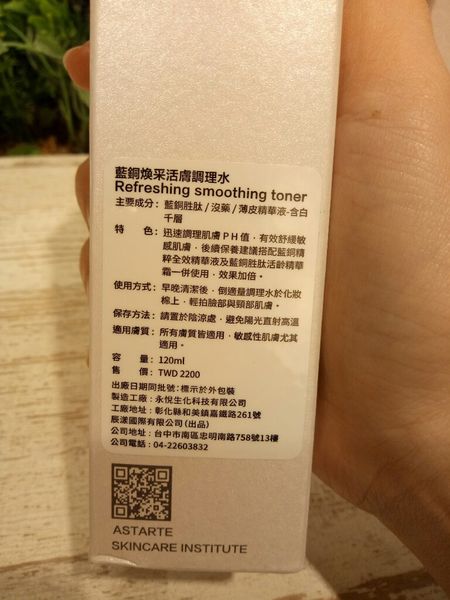 藍銅煥采活膚調理水
Refreshing smoothing toner
主要成分：藍銅胜肽/沒藥/薄皮精華液-含白
千層
特 色：迅速調理肌膚PH值，有效舒緩敏
感肌膚，後續保養建議搭配藍銅精
粹全效精華液及藍銅胜肽活齡精華
霜一併使用，效果加倍。
使用方式：早晚清潔後，倒適量調理水於化妝
棉上，輕拍臉部與頸部肌膚。
保存方法：請置於陰涼處，避免陽光直射高溫
適用膚質：所有膚質皆適用，敏感性肌膚尤其
適用。
容 量：120ml
售 價：TWD 2200
出廠日期同批號：標示於外包裝
製造工廠：永悅生化科技有限公司
工廠地址：彰化縣和美鎮嘉鐵路261號
辰漾國際有限公司(出品)
公司地址：台中市南區忠明南路758號13樓
公司電話：04-22603832
ASTARTE
SKINCARE INSTITUTE